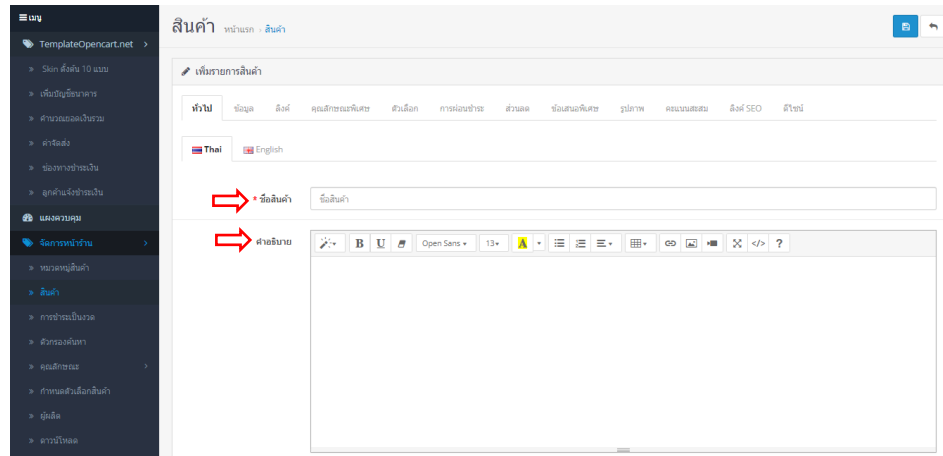 เมนู
TemplateOpencart.net
Skin ตั้งต้น 10 แบบ
เพิ่มบัญชีธนาคาร
คำนวณยอดเงินรวม
ค่าจัดส่ง
ช่องทางชำระเงิน
ลูกค้าแจ้งชำระเงิน
แผงควบคุม
จัดการหน้าร้าน
หมวดหมู่สินค้า
สินค้า
การชำระเป็นงวด
ตัวกรองค้นหา
คุณลักษณะ
กำหนดตัวเลือกสินค้า
ผู้ผลิต
ดาวน์โหลด
สินค้า หน้าแรก › สินค้า
เพิ่มรายการสินค้า
ทั่วไป ข้อมูล ลิงค์ คุณลักษณะพิเศษ ตัวเลือก การผ่อนชำระ ส่วนลด ข้อเสนอพิเศษ รูปภาพ คะแนนสะสม ลิงค์ SEO ดีไซน์
Thai English
* ชื่อสินค้า ชื่อสินค้า
คำอธิบาย B U Open Sans 13 A </> ?